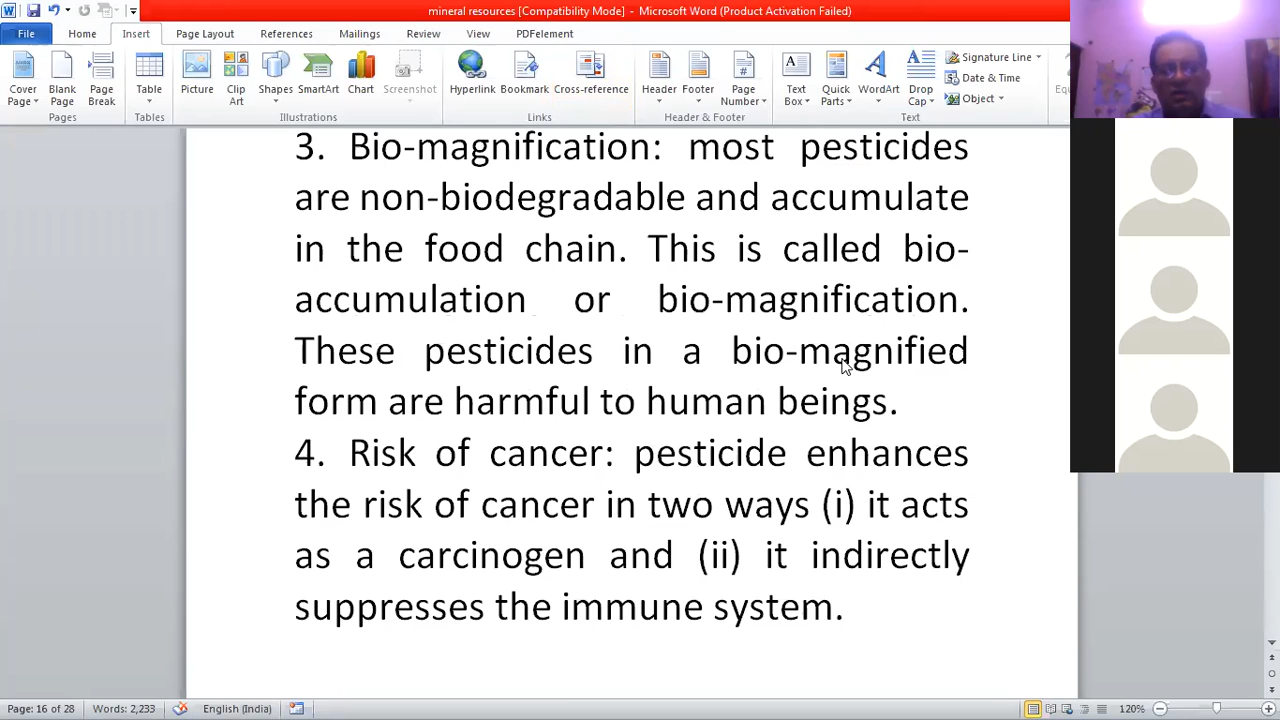 mineral resources [Compatibility Mode] - Microsoft Word (Product Activation Failed)
File Home Insert Page Layout References Mailings Review View PDFelement
Cover Page Blank Page Page Break Table Picture Clip Art Shapes SmartArt Chart Screenshot Hyperlink Bookmark Cross-reference Header Footer Page Number Text Box Quick Parts WordArt Drop Cap Signature Line
Date & Time
Object
Pages Tables Illustrations Links Header & Footer Text
3. Bio-magnification: most pesticides
are non-biodegradable and accumulate
in the food chain. This is called bio-
accumulation or bio-magnification.
These pesticides in a bio-magnified
form are harmful to human beings.
4. Risk of cancer: pesticide enhances
the risk of cancer in two ways (i) it acts
as a carcinogen and (ii) it indirectly
suppresses the immune system.
Page: 16 of 28 Words: 2,233 English (India) 120%